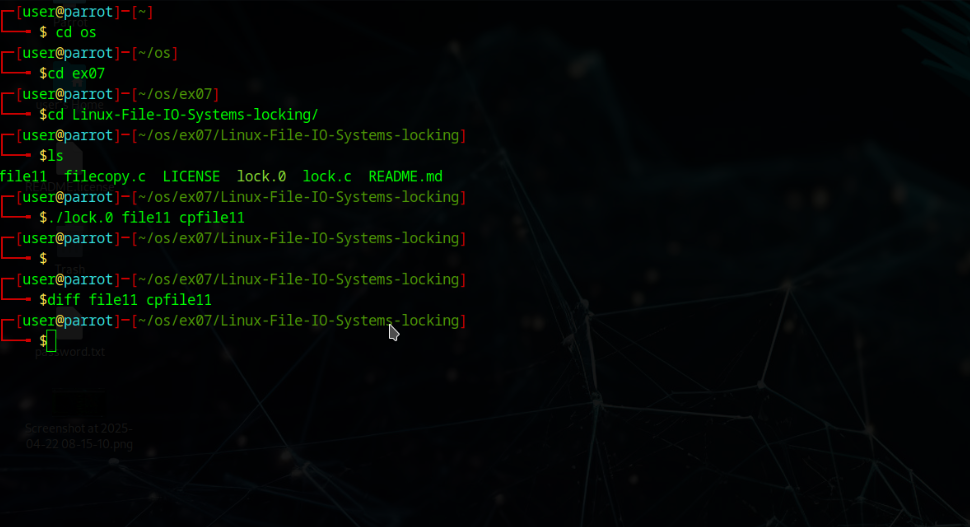 ┌─[user@parrot]─[~]
└──╼ $ cd os
┌─[user@parrot]─[~/os]
└──╼ $cd ex07
┌─[user@parrot]─[~/os/ex07]
└──╼ $cd Linux-File-IO-Systems-locking/
┌─[user@parrot]─[~/os/ex07/Linux-File-IO-Systems-locking]
└──╼ $ls
file11  filecopy.c  LICENSE  lock.0  lock.c  README.md
┌─[user@parrot]─[~/os/ex07/Linux-File-IO-Systems-locking]
└──╼ $./lock.0 file11 cpfile11
┌─[user@parrot]─[~/os/ex07/Linux-File-IO-Systems-locking]
└──╼ $
┌─[user@parrot]─[~/os/ex07/Linux-File-IO-Systems-locking]
└──╼ $diff file11 cpfile11
┌─[user@parrot]─[~/os/ex07/Linux-File-IO-Systems-locking]
└──╼ $
Trash
password.txt
Screenshot at 2025-
04-22 08-15-10.png